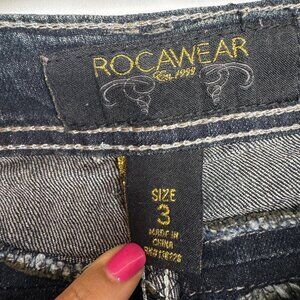 ROCAWEAR
Est. 1999
SIZE
3
MADE IN
CHINA